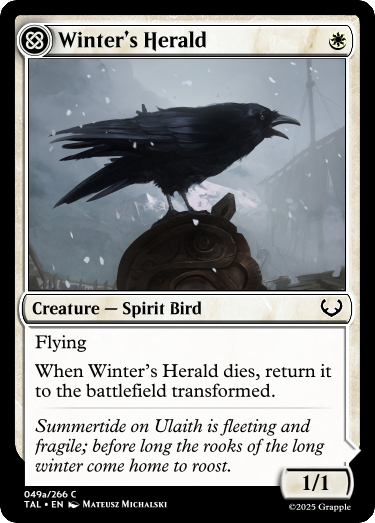 Winter's Herald
Creature — Spirit Bird
Flying
When Winter's Herald dies, return it
to the battlefield transformed.
Summertide on Ulaith is fleeting and
fragile; before long the rooks of the long
winter come home to roost.
1/1
049a/266 C
TAL • EN Mateusz Michalski
©2025 Grapple